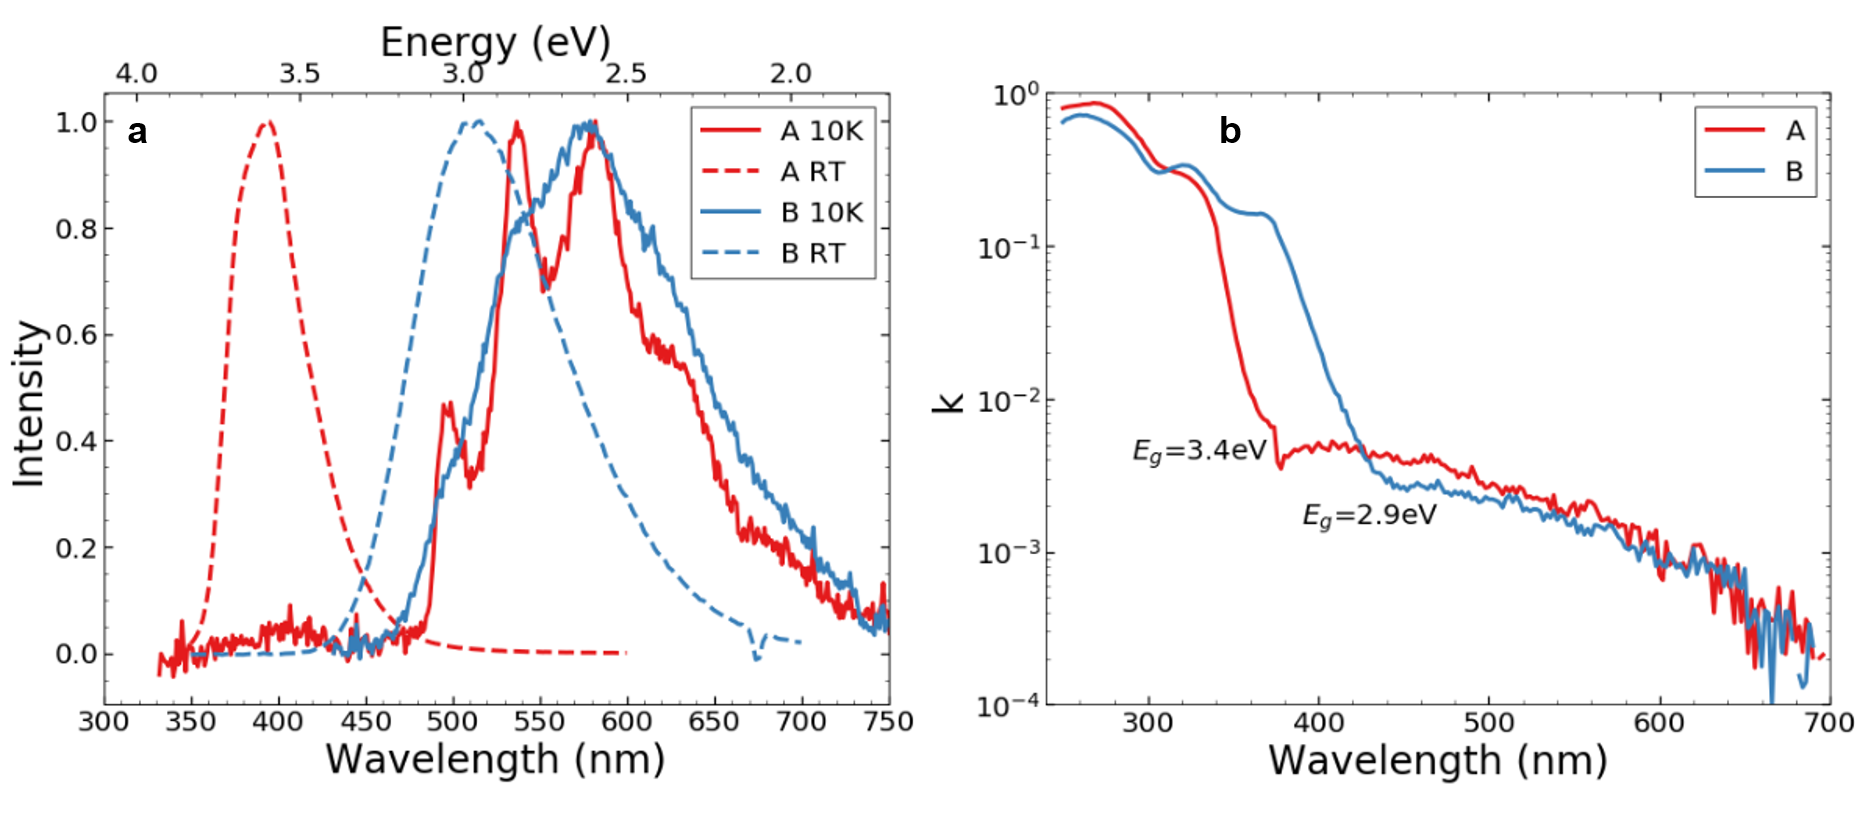 Energy (eV)
4.0 3.5 3.0 2.5 2.0
a
A 10K
A RT
B 10K
B RT
Intensity
1.0
0.8
0.6
0.4
0.2
0.0
300 350 400 450 500 550 600 650 700 750
Wavelength (nm)
b
A
B
k
10⁰
10⁻¹
10⁻²
10⁻³
10⁻⁴
E_g=3.4eV
E_g=2.9eV
300 400 500 600 700
Wavelength (nm)